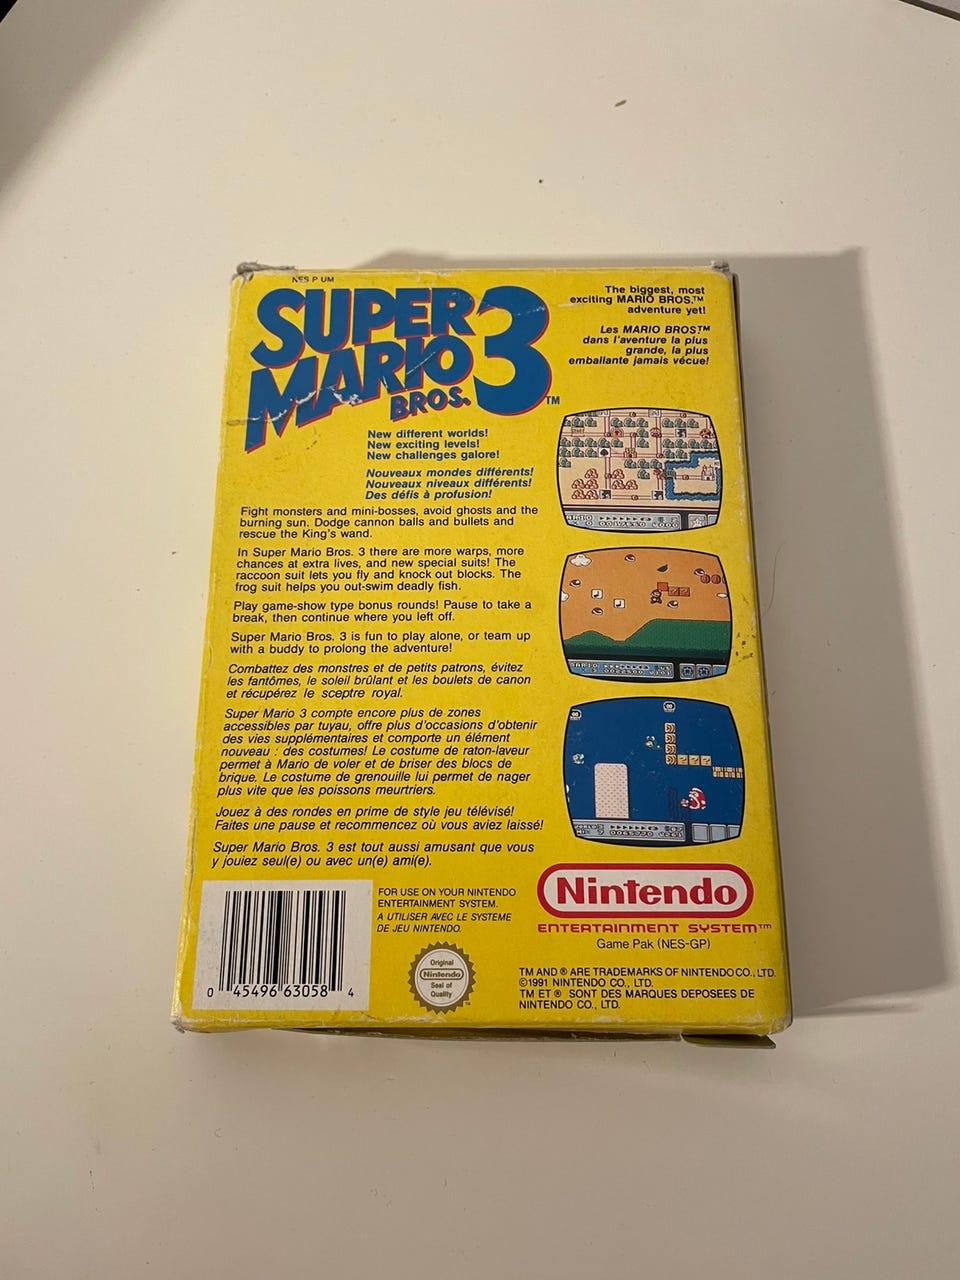 NES P UM
SUPER
MARIO
BROS. 3 ™
The biggest, most
exciting MARIO BROS.™
adventure yet!
Les MARIO BROS™
dans l'aventure la plus
grande, la plus
emballante jamais vécue!
New different worlds!
New exciting levels!
New challenges galore!
Nouveaux mondes différents!
Nouveaux niveaux différents!
Des défis à profusion!
Fight monsters and mini-bosses, avoid ghosts and the
burning sun. Dodge cannon balls and bullets and
rescue the King's wand.
In Super Mario Bros. 3 there are more warps, more
chances at extra lives, and new special suits! The
raccoon suit lets you fly and knock out blocks. The
frog suit helps you out-swim deadly fish.
Play game-show type bonus rounds! Pause to take a
break, then continue where you left off.
Super Mario Bros. 3 is fun to play alone, or team up
with a buddy to prolong the adventure!
Combattez des monstres et de petits patrons, évitez
les fantômes, le soleil brûlant et les boulets de canon
et récupérez le sceptre royal.
Super Mario 3 compte encore plus de zones
accessibles par tuyau, offre plus d'occasions d'obtenir
des vies supplémentaires et comporte un élément
nouveau : des costumes! Le costume de raton-laveur
permet à Mario de voler et de briser des blocs de
brique. Le costume de grenouille lui permet de nager
plus vite que les poissons meurtriers.
Jouez à des rondes en prime de style jeu télévisé!
Faites une pause et recommencez où vous aviez laissé!
Super Mario Bros. 3 est tout aussi amusant que vous
y jouiez seul(e) ou avec un(e) ami(e).
FOR USE ON YOUR NINTENDO
ENTERTAINMENT SYSTEM.
A UTILISER AVEC LE SYSTEME
DE JEU NINTENDO.
0 45496 63058 4
Original
Nintendo
Seal of
Quality
Nintendo
ENTERTAINMENT SYSTEM™
Game Pak (NES-GP)
TM AND ® ARE TRADEMARKS OF NINTENDO CO., LTD.
©1991 NINTENDO CO., LTD.
TM ET ® SONT DES MARQUES DEPOSEES DE
NINTENDO CO., LTD.